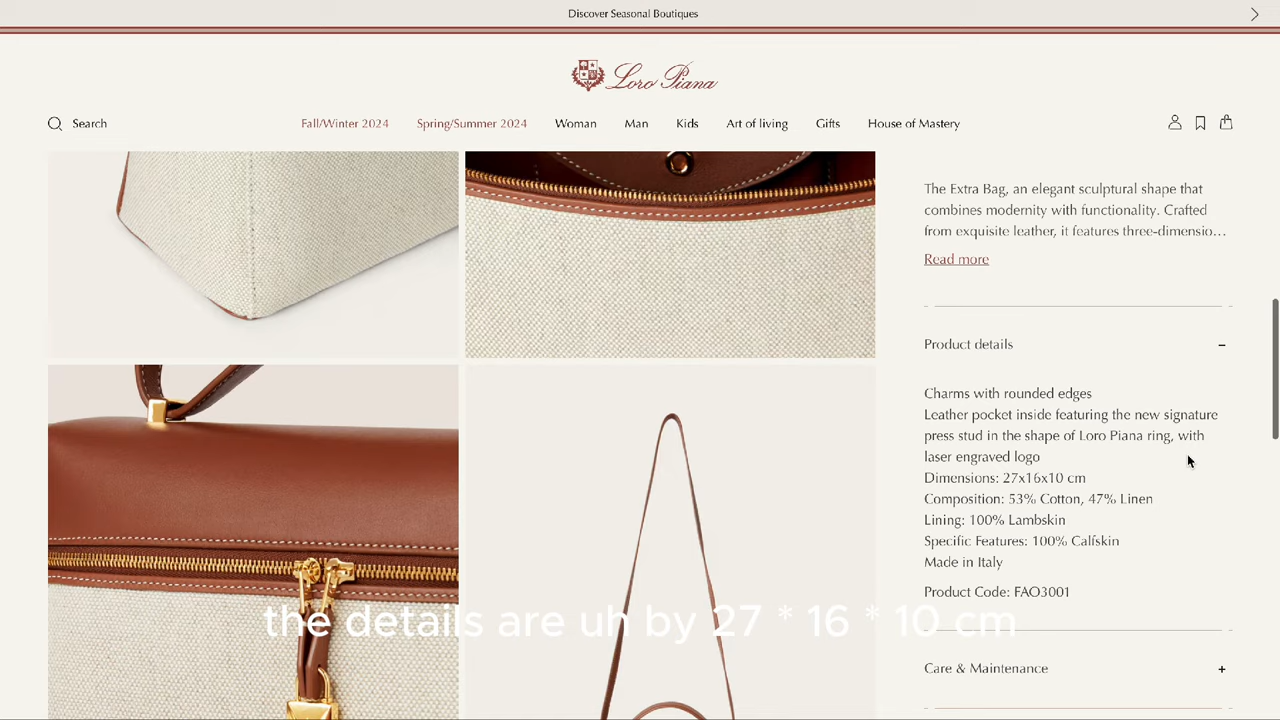 Discover Seasonal Boutiques
Loro Piana
Search
Fall/Winter 2024
Spring/Summer 2024
Woman
Man
Kids
Art of living
Gifts
House of Mastery
The Extra Bag, an elegant sculptural shape that
combines modernity with functionality. Crafted
from exquisite leather, it features three-dimensio…
Read more
Product details
Charms with rounded edges
Leather pocket inside featuring the new signature
press stud in the shape of Loro Piana ring, with
laser engraved logo
Dimensions: 27x16x10 cm
Composition: 53% Cotton, 47% Linen
Lining: 100% Lambskin
Specific Features: 100% Calfskin
Made in Italy
Product Code: FAO3001
the details are uh by 27 * 16 * 10 cm
Care & Maintenance